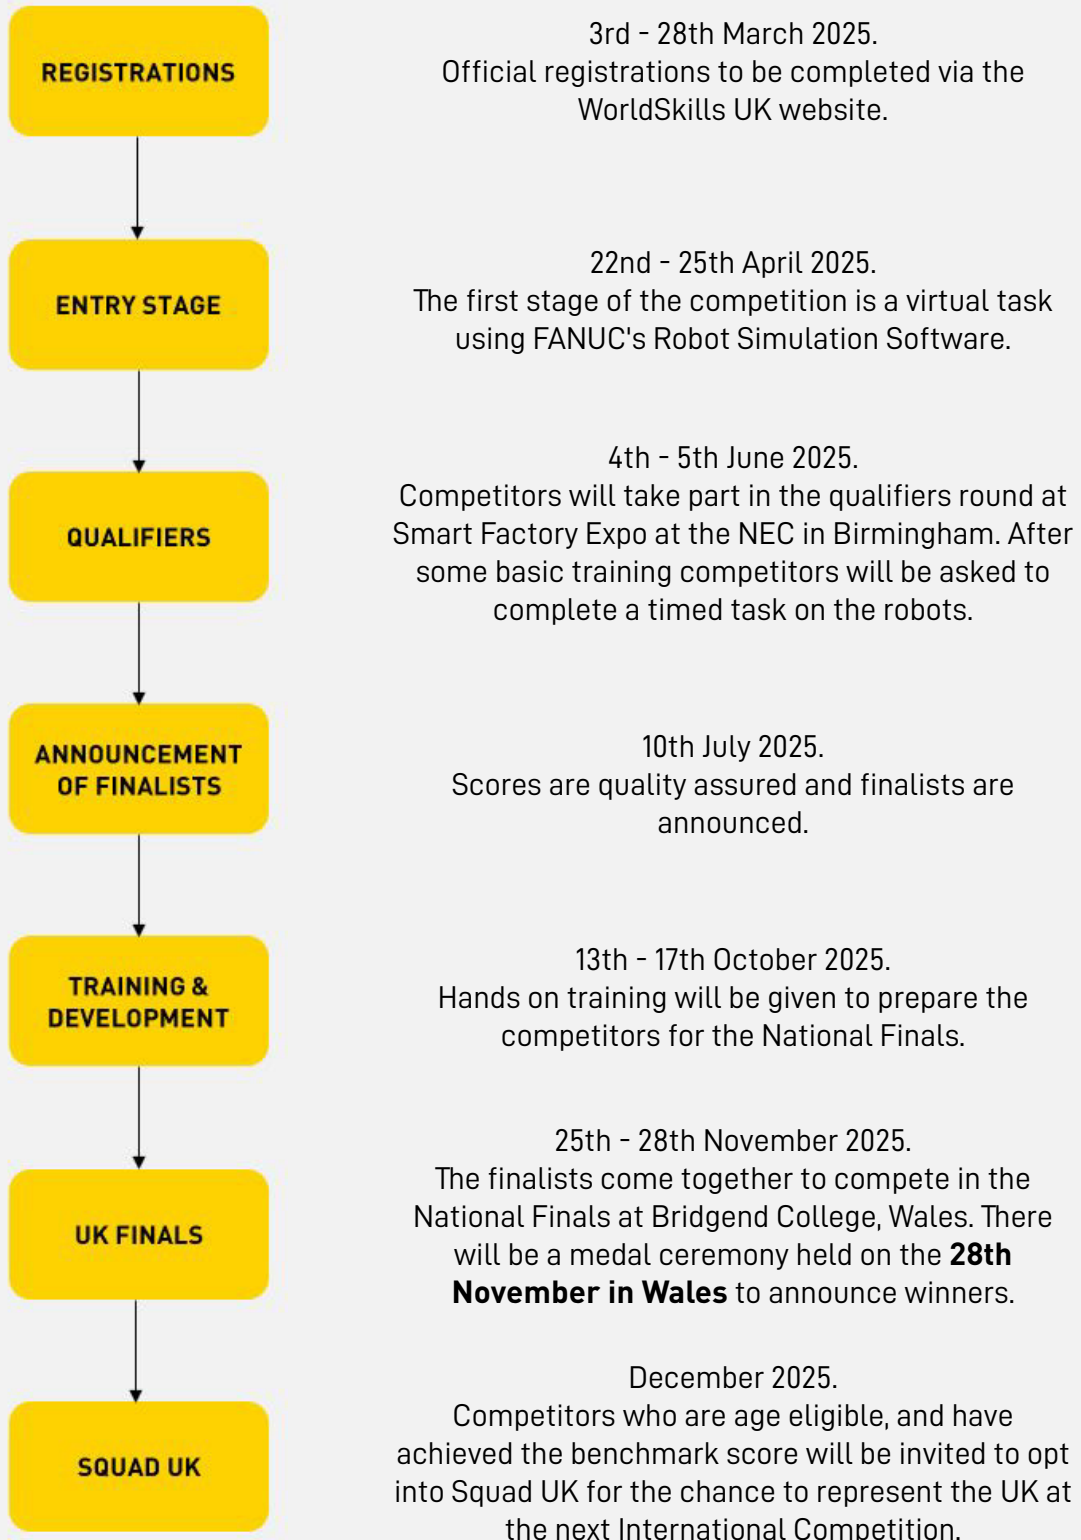 REGISTRATIONS
3rd - 28th March 2025.
Official registrations to be completed via the
WorldSkills UK website.
ENTRY STAGE
22nd - 25th April 2025.
The first stage of the competition is a virtual task
using FANUC's Robot Simulation Software.
QUALIFIERS
4th - 5th June 2025.
Competitors will take part in the qualifiers round at
Smart Factory Expo at the NEC in Birmingham. After
some basic training competitors will be asked to
complete a timed task on the robots.
ANNOUNCEMENT
OF FINALISTS
10th July 2025.
Scores are quality assured and finalists are
announced.
TRAINING &
DEVELOPMENT
13th - 17th October 2025.
Hands on training will be given to prepare the
competitors for the National Finals.
UK FINALS
25th - 28th November 2025.
The finalists come together to compete in the
National Finals at Bridgend College, Wales. There
will be a medal ceremony held on the 28th
November in Wales to announce winners.
SQUAD UK
December 2025.
Competitors who are age eligible, and have
achieved the benchmark score will be invited to opt
into Squad UK for the chance to represent the UK at
the next International Competition.